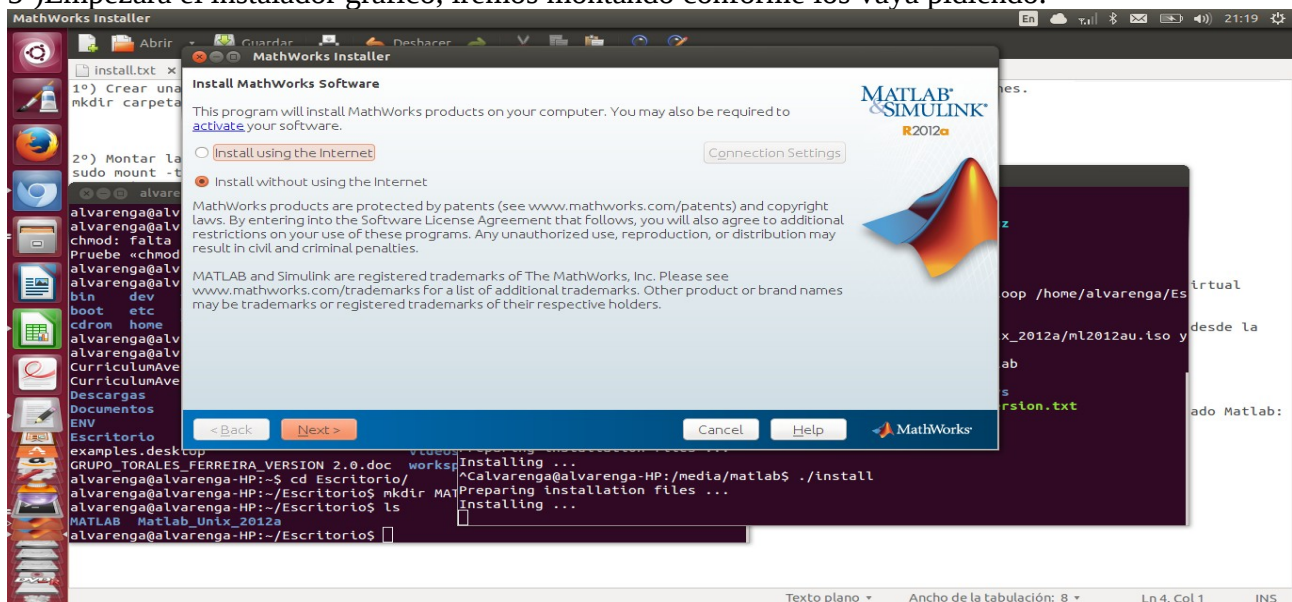 MathWorks Installer
En
21:19
Abrir Guardar Deshacer
install.txt ×
1º) Crear una
mkdir carpeta
2º) Montar la
sudo mount -t
MathWorks Installer
Install MathWorks Software
This program will install MathWorks products on your computer. You may also be required to
activate your software.
Install using the Internet
Connection Settings
Install without using the Internet
MathWorks products are protected by patents (see www.mathworks.com/patents) and copyright
laws. By entering into the Software License Agreement that follows, you will also agree to additional
restrictions on your use of these programs. Any unauthorized use, reproduction, or distribution may
result in civil and criminal penalties.
MATLAB and Simulink are registered trademarks of The MathWorks, Inc. Please see
www.mathworks.com/trademarks for a list of additional trademarks. Other product or brand names
may be trademarks or registered trademarks of their respective holders.
MATLAB®
&SIMULINK®
R2012a
< Back
Next >
Cancel
Help
MathWorks®
alvare
alvarenga@alv
alvarenga@alv
chmod: falta
Pruebe «chmod
alvarenga@alv
alvarenga@alv
bin dev
boot etc
cdrom home
alvarenga@alv
alvarenga@alv
CurriculumAve
CurriculumAve
Descargas
Documentos
ENV
Escritorio
examples.desktop
GRUPO_TORALES_FERREIRA_VERSION 2.0.doc worksp
alvarenga@alvarenga-HP:~$ cd Escritorio/
alvarenga@alvarenga-HP:~/Escritorio$ mkdir MAT
alvarenga@alvarenga-HP:~/Escritorio$ ls
MATLAB Matlab_Unix_2012a
alvarenga@alvarenga-HP:~/Escritorio$
nes.
z
irtual
oop /home/alvarenga/Es
desde la
x_2012a/ml2012au.iso y
ab
s
rsion.txt
ado Matlab:
Installing ...
^Calvarenga@alvarenga-HP:/media/matlab$ ./install
Preparing installation files ...
Installing ...
Texto plano Ancho de la tabulación: 8 Ln 4, Col 1 INS